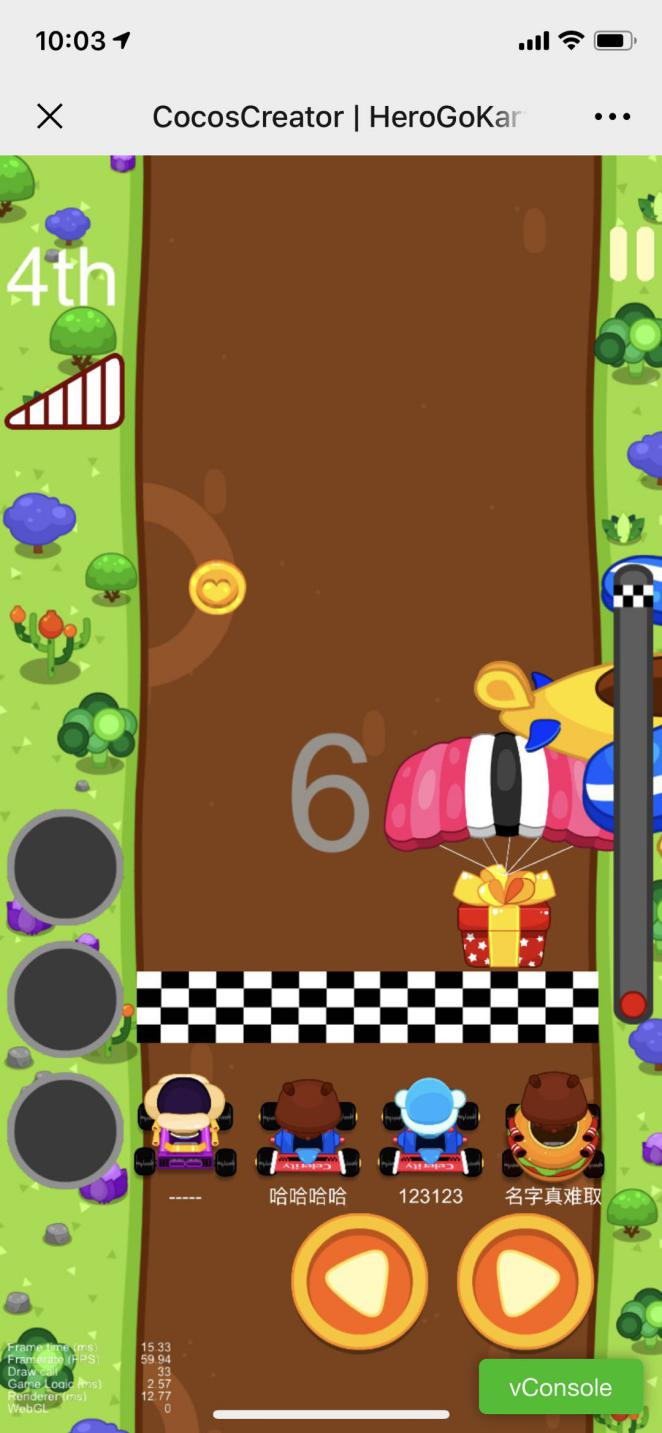 10:03
CocosCreator | HeroGoKar
4th
6
-----
哈哈哈哈
123123
名字真难取
Frame time (ms) 15.33
Framerate (FPS) 59.94
Draw call 33
Game Logic (ms) 2.57
Renderer (ms) 12.77
WebGL 0
vConsole